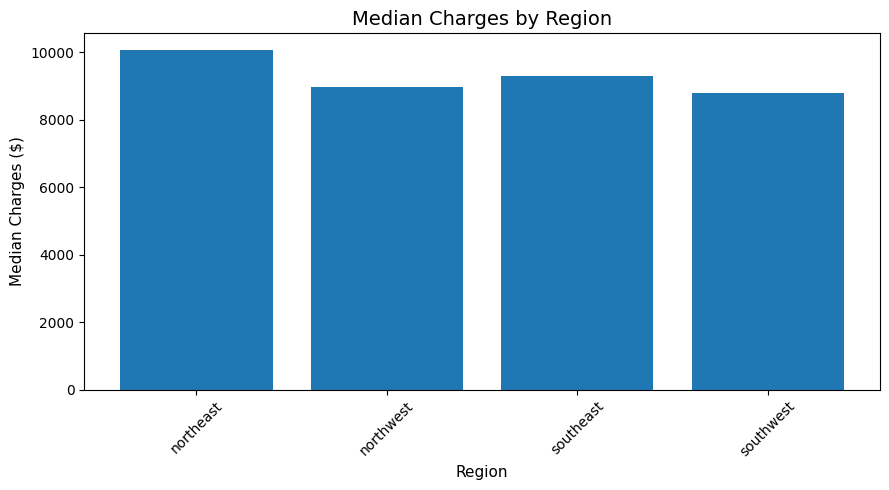 Median Charges by Region
Median Charges ($)
10000
8000
6000
4000
2000
0
northeast
northwest
southeast
southwest
Region